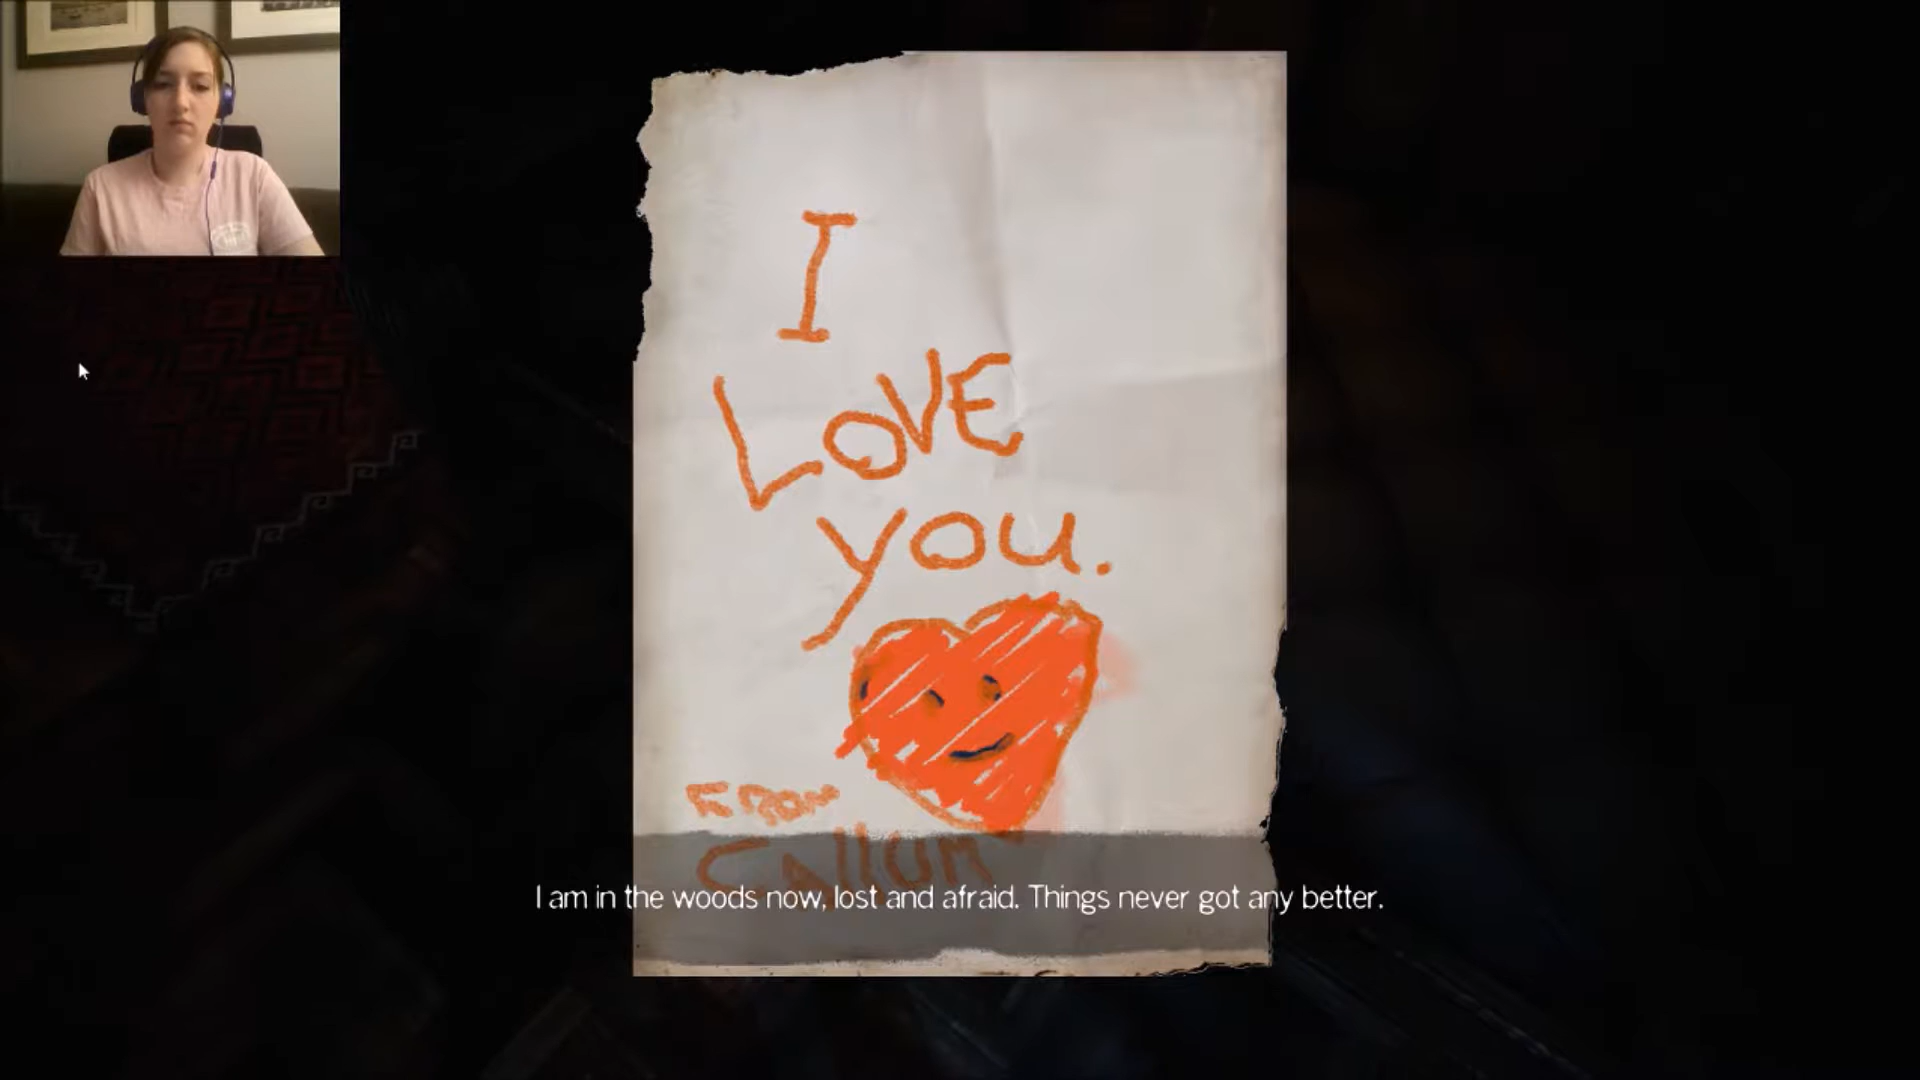 I
LOVE
you.
FROM
CAllUM
I am in the woods now, lost and afraid. Things never got any better.